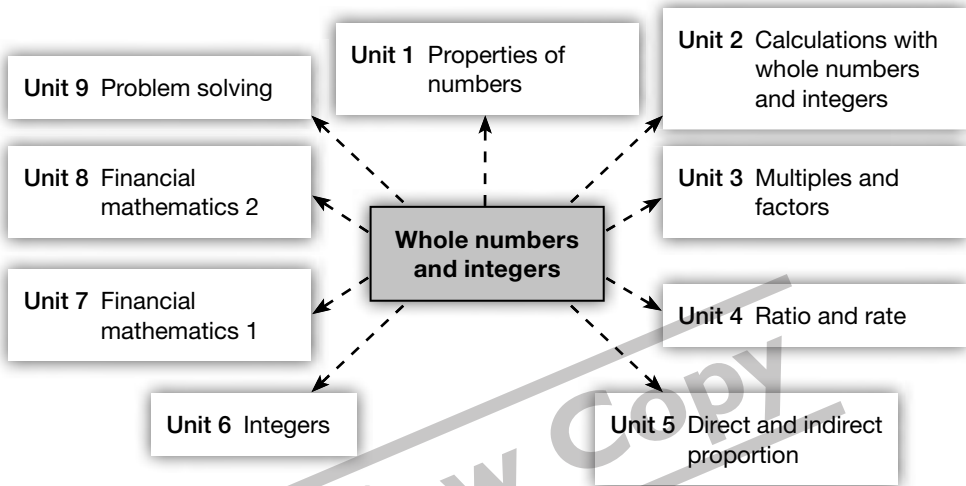 Unit 1 Properties of
numbers
Unit 2 Calculations with
whole numbers
and integers
Unit 9 Problem solving
Unit 8 Financial
mathematics 2
Unit 3 Multiples and
factors
Whole numbers
and integers
Unit 7 Financial
mathematics 1
Unit 4 Ratio and rate
Unit 6 Integers
Unit 5 Direct and indirect
proportion
Copy